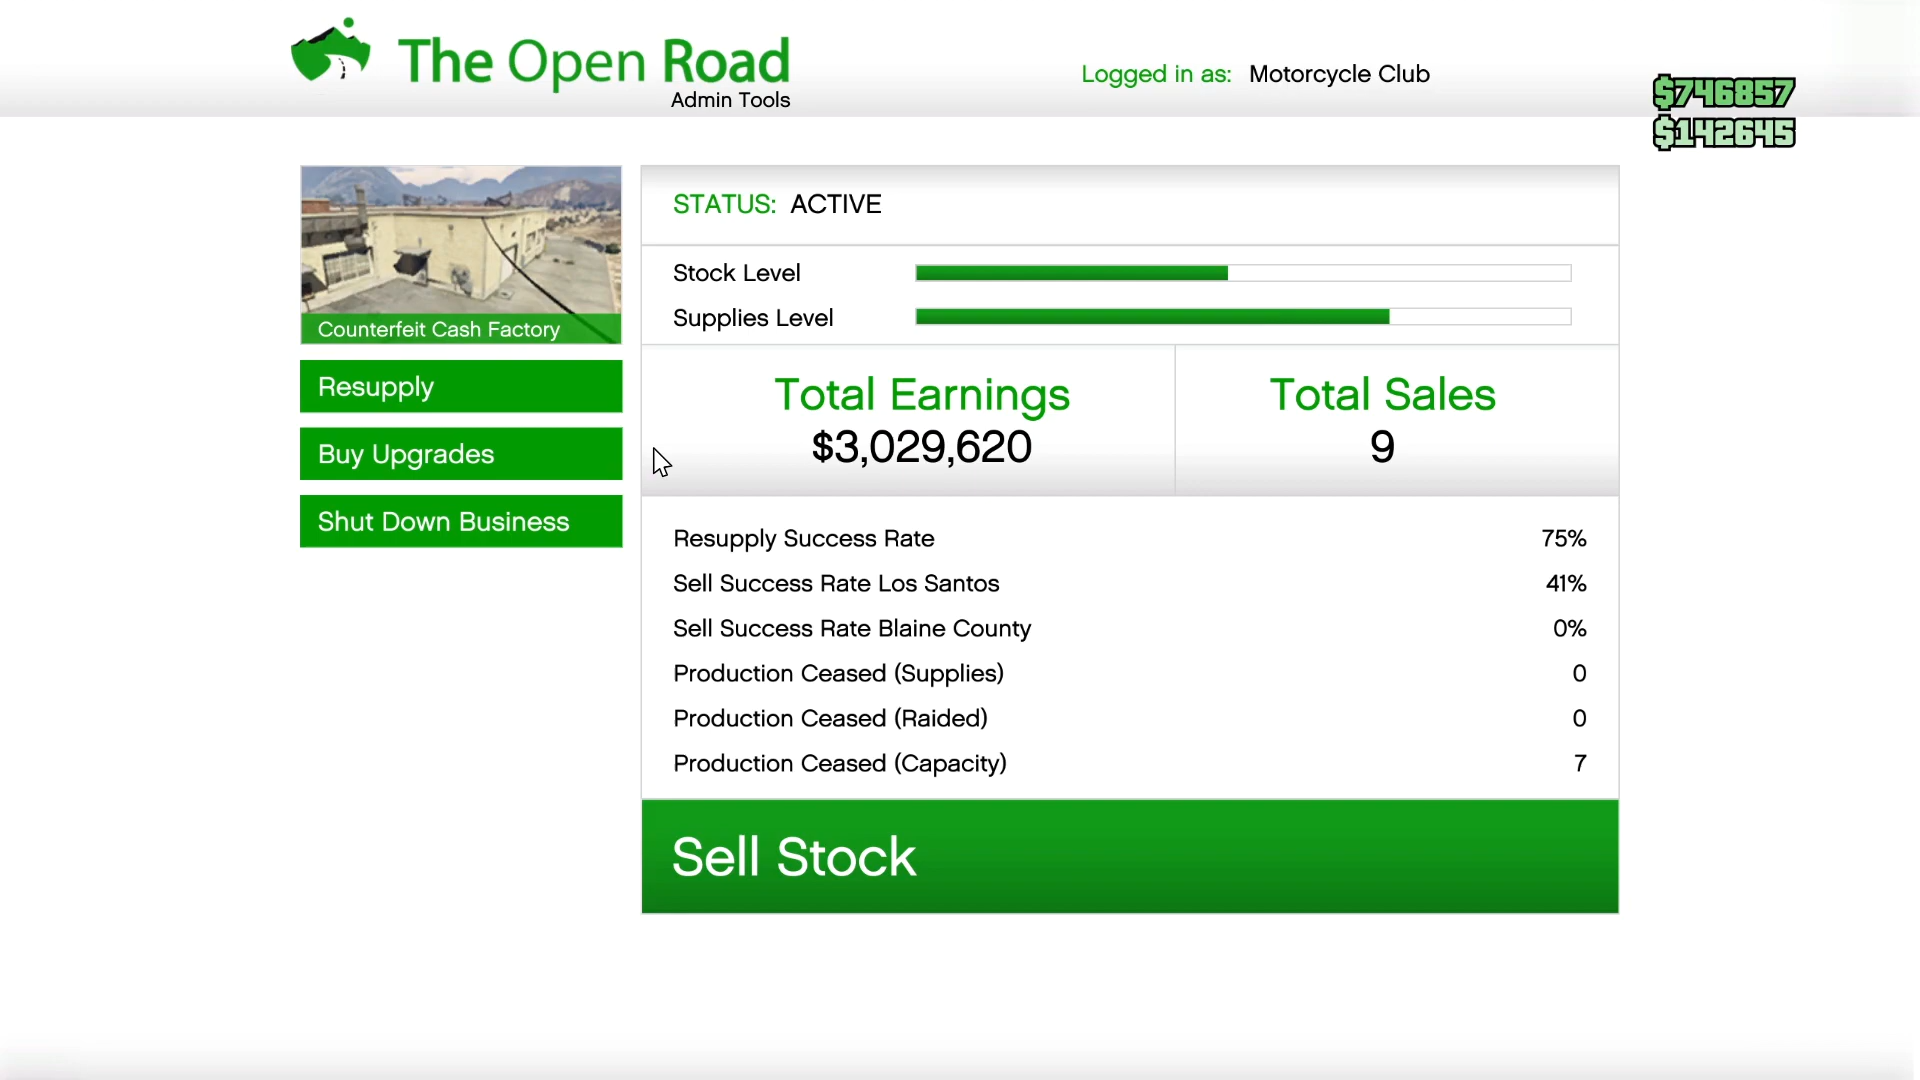 The Open Road
Admin Tools
Logged in as: Motorcycle Club
$746857
$142645
Counterfeit Cash Factory
Resupply
Buy Upgrades
Shut Down Business
STATUS: ACTIVE
Stock Level
Supplies Level
Total Earnings
$3,029,620
Total Sales
9
Resupply Success Rate 75%
Sell Success Rate Los Santos 41%
Sell Success Rate Blaine County 0%
Production Ceased (Supplies) 0
Production Ceased (Raided) 0
Production Ceased (Capacity) 7
Sell Stock